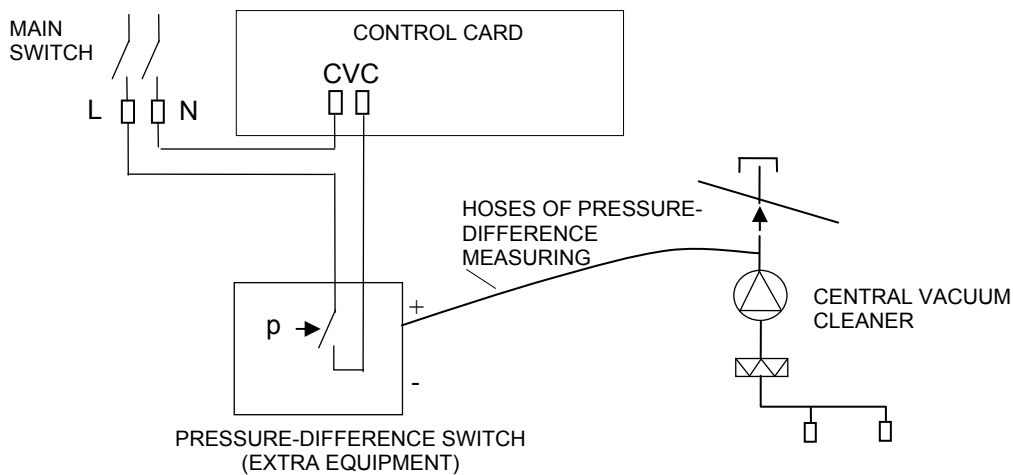 MAIN
SWITCH
CONTROL CARD
CVC
L
N
HOSES OF PRESSURE-
DIFFERENCE
MEASURING
+
p
-
CENTRAL VACUUM
CLEANER
PRESSURE-DIFFERENCE SWITCH
(EXTRA EQUIPMENT)